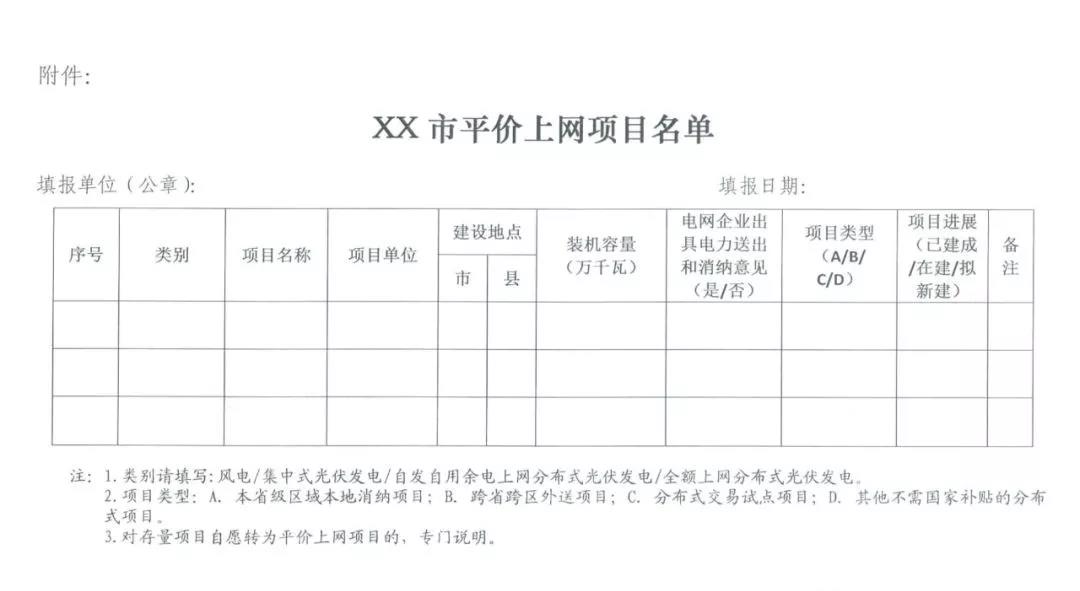 附件：
XX 市平价上网项目名单
填报单位（公章）：
填报日期：
序号
类别
项目名称
项目单位
建设地点
市
县
装机容量
（万千瓦）
电网企业出
具电力送出
和消纳意见
（是/否）
项目类型
（A/B/
C/D）
项目进展
（已建成
/在建/拟
新建）
备
注
注：1.类别请填写：风电/集中式光伏发电/自发自用余电上网分布式光伏发电/全额上网分布式光伏发电。
2.项目类型：A. 本省级区域本地消纳项目；B. 跨省跨区外送项目；C. 分布式交易试点项目；D. 其他不需国家补贴的分布
式项目。
3.对存量项目自愿转为平价上网项目的，专门说明。